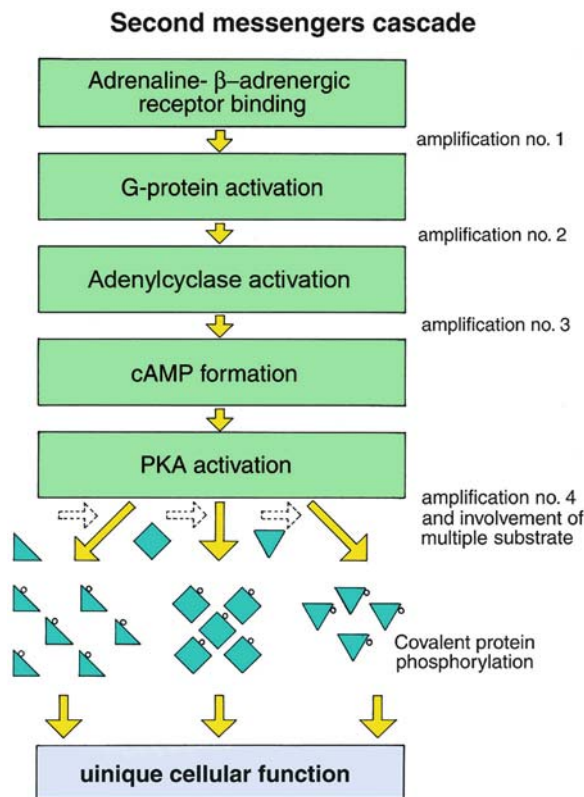 Second messengers cascade
Adrenaline- β–adrenergic
receptor binding
amplification no. 1
G-protein activation
amplification no. 2
Adenylcyclase activation
amplification no. 3
cAMP formation
PKA activation
amplification no. 4
and involvement of
multiple substrate
Covalent protein
phosphorylation
uinique cellular function